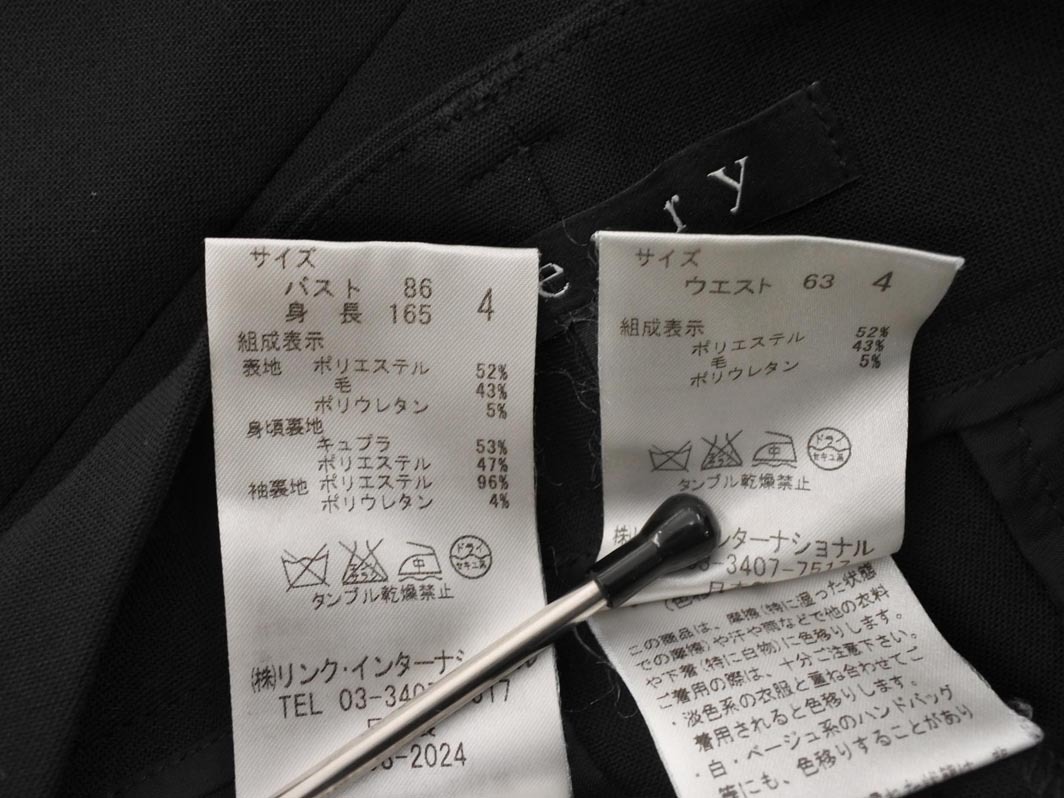 ry
e
サイズ
バスト 86
身長 165 4
組成表示
表地 ポリエステル 52%
毛 43%
ポリウレタン 5%
身頃裏地
キュプラ 53%
ポリエステル 47%
袖裏地 ポリエステル 96%
ポリウレタン 4%
ドライ
セキユ系
タンブル乾燥禁止
(株)リンク・インターナシ
TEL 03-340 517
-2024
サイズ
ウエスト 63 4
組成表示
ポリエステル 52%
毛 43%
ポリウレタン 5%
中
ドライ
セキユ系
タンブル乾燥禁止
ンターナショナル
3-3407-7517
この商品は、摩擦(特に湿った状態
での摩擦)や汗や雨などで他の衣料
や下着(特に白物)に色移りします。
ご着用の際は、十分ご注意下さい。
・淡色系の衣服と重ね合わせてご
着用されると色移りします。
・白・ベージュ系のハンドバッグ
等にも、色移りすることがあり